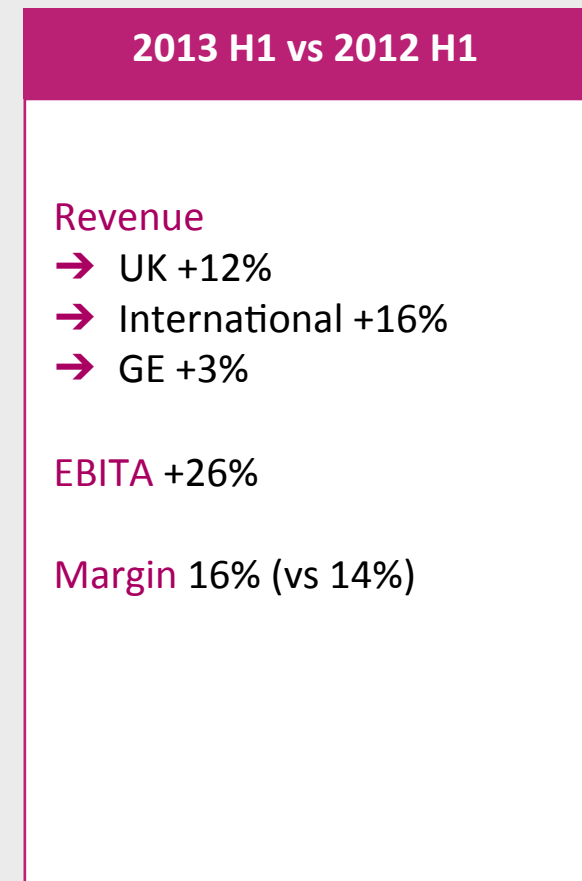 2013 H1 vs 2012 H1
Revenue
➔ UK +12%
➔ International +16%
➔ GE +3%
EBITA +26%
Margin 16% (vs 14%)